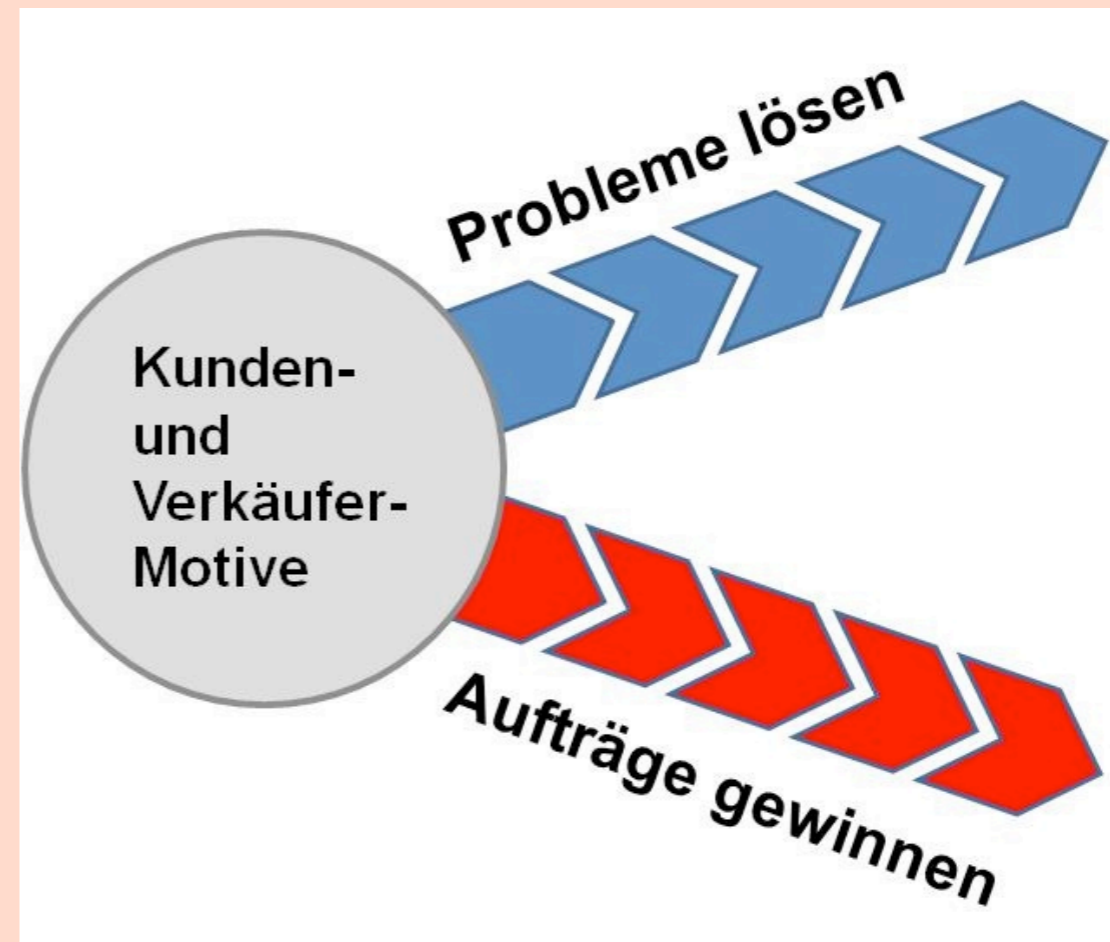 Probleme lösen
Kunden-
und
Verkäufer-
Motive
Aufträge gewinnen